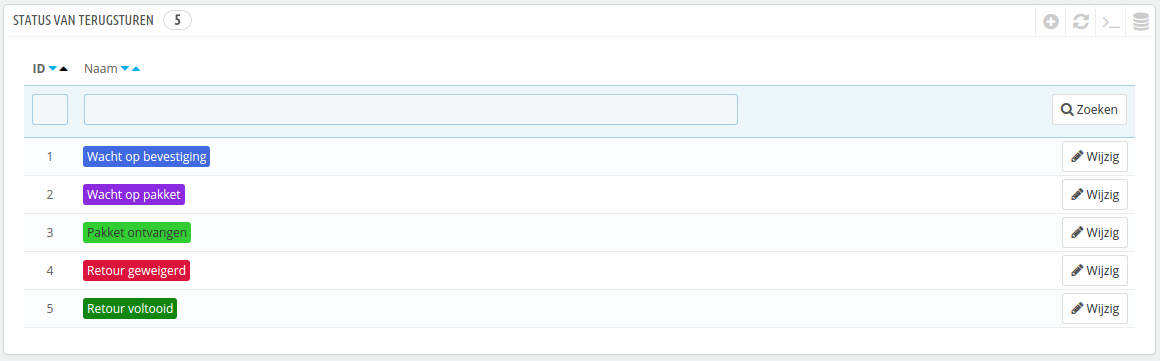 STATUS VAN TERUGSTUREN 5
ID Naam
Zoeken
1 Wacht op bevestiging Wijzig
2 Wacht op pakket Wijzig
3 Pakket ontvangen Wijzig
4 Retour geweigerd Wijzig
5 Retour voltooid Wijzig